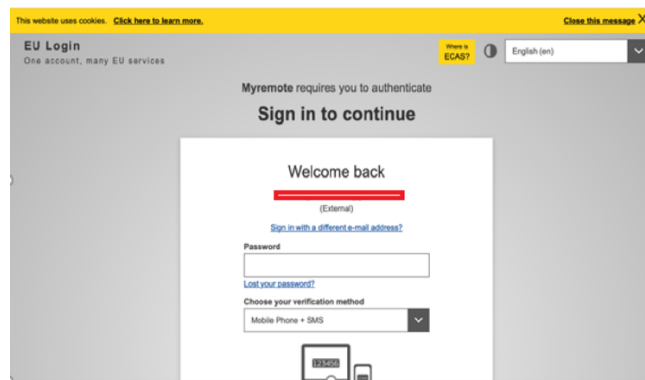 This website uses cookies. Click here to learn more. Close this message X
EU Login
One account, many EU services
Where is
ECAS?
English (en)
Myremote requires you to authenticate
Sign in to continue
Welcome back
(External)
Sign in with a different e-mail address?
Password
Lost your password?
Choose your verification method
Mobile Phone + SMS
123456